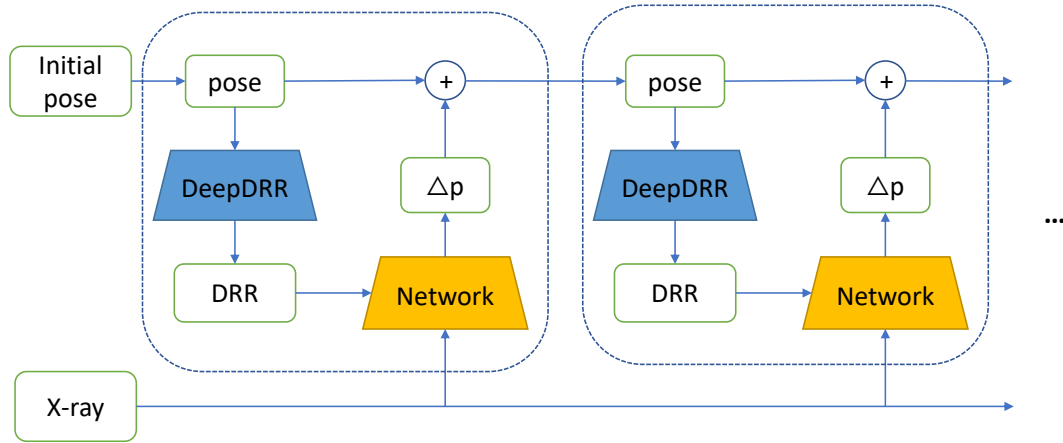 Initial
pose
pose
+
pose
+
DeepDRR
△p
DeepDRR
△p
...
DRR
Network
DRR
Network
X-ray